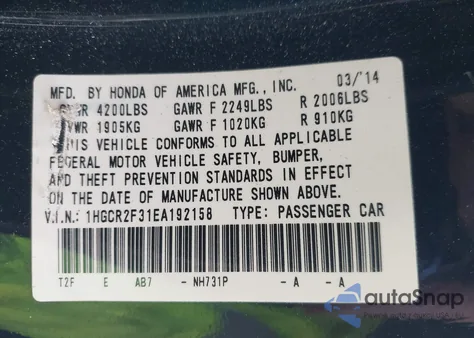 MFD. BY HONDA OF AMERICA MFG., INC. 03/'14
GVWR 4200LBS GAWR F 2249LBS R 2006LBS
GVWR 1905KG GAWR F 1020KG R 910KG
THIS VEHICLE CONFORMS TO ALL APPLICABLE
FEDERAL MOTOR VEHICLE SAFETY, BUMPER,
AND THEFT PREVENTION STANDARDS IN EFFECT
ON THE DATE OF MANUFACTURE SHOWN ABOVE.
V.I.N.: 1HGCR2F31EA192158 TYPE: PASSENGER CAR
T2F E AB7 - NH731P - A - A
autaSnap